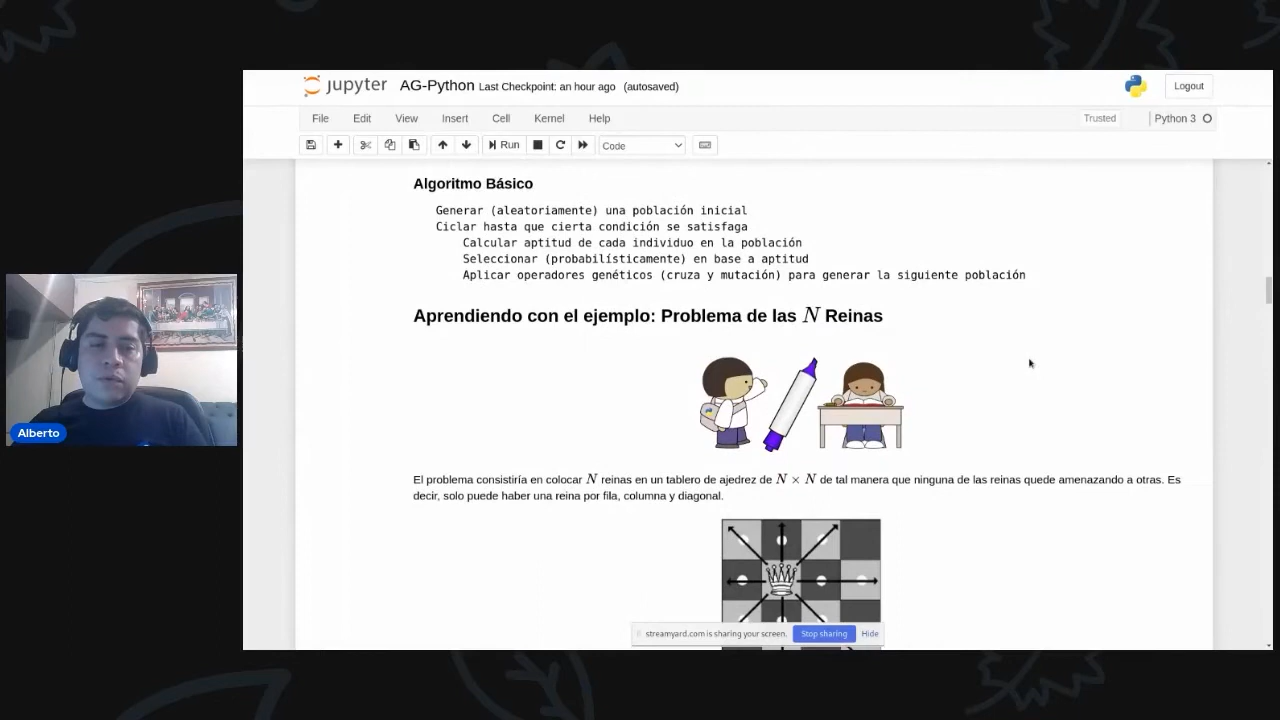 jupyter AG-Python Last Checkpoint: an hour ago (autosaved)
Logout
File Edit View Insert Cell Kernel Help
Trusted Python 3
Run Code
Algoritmo Básico
Generar (aleatoriamente) una población inicial
Ciclar hasta que cierta condición se satisfaga
Calcular aptitud de cada individuo en la población
Seleccionar (probabilísticamente) en base a aptitud
Aplicar operadores genéticos (cruza y mutación) para generar la siguiente población
Aprendiendo con el ejemplo: Problema de las N Reinas
Alberto
El problema consistiría en colocar N reinas en un tablero de ajedrez de N × N de tal manera que ninguna de las reinas quede amenazando a otras. Es
decir, solo puede haber una reina por fila, columna y diagonal.
streamyard.com is sharing your screen. Stop sharing Hide